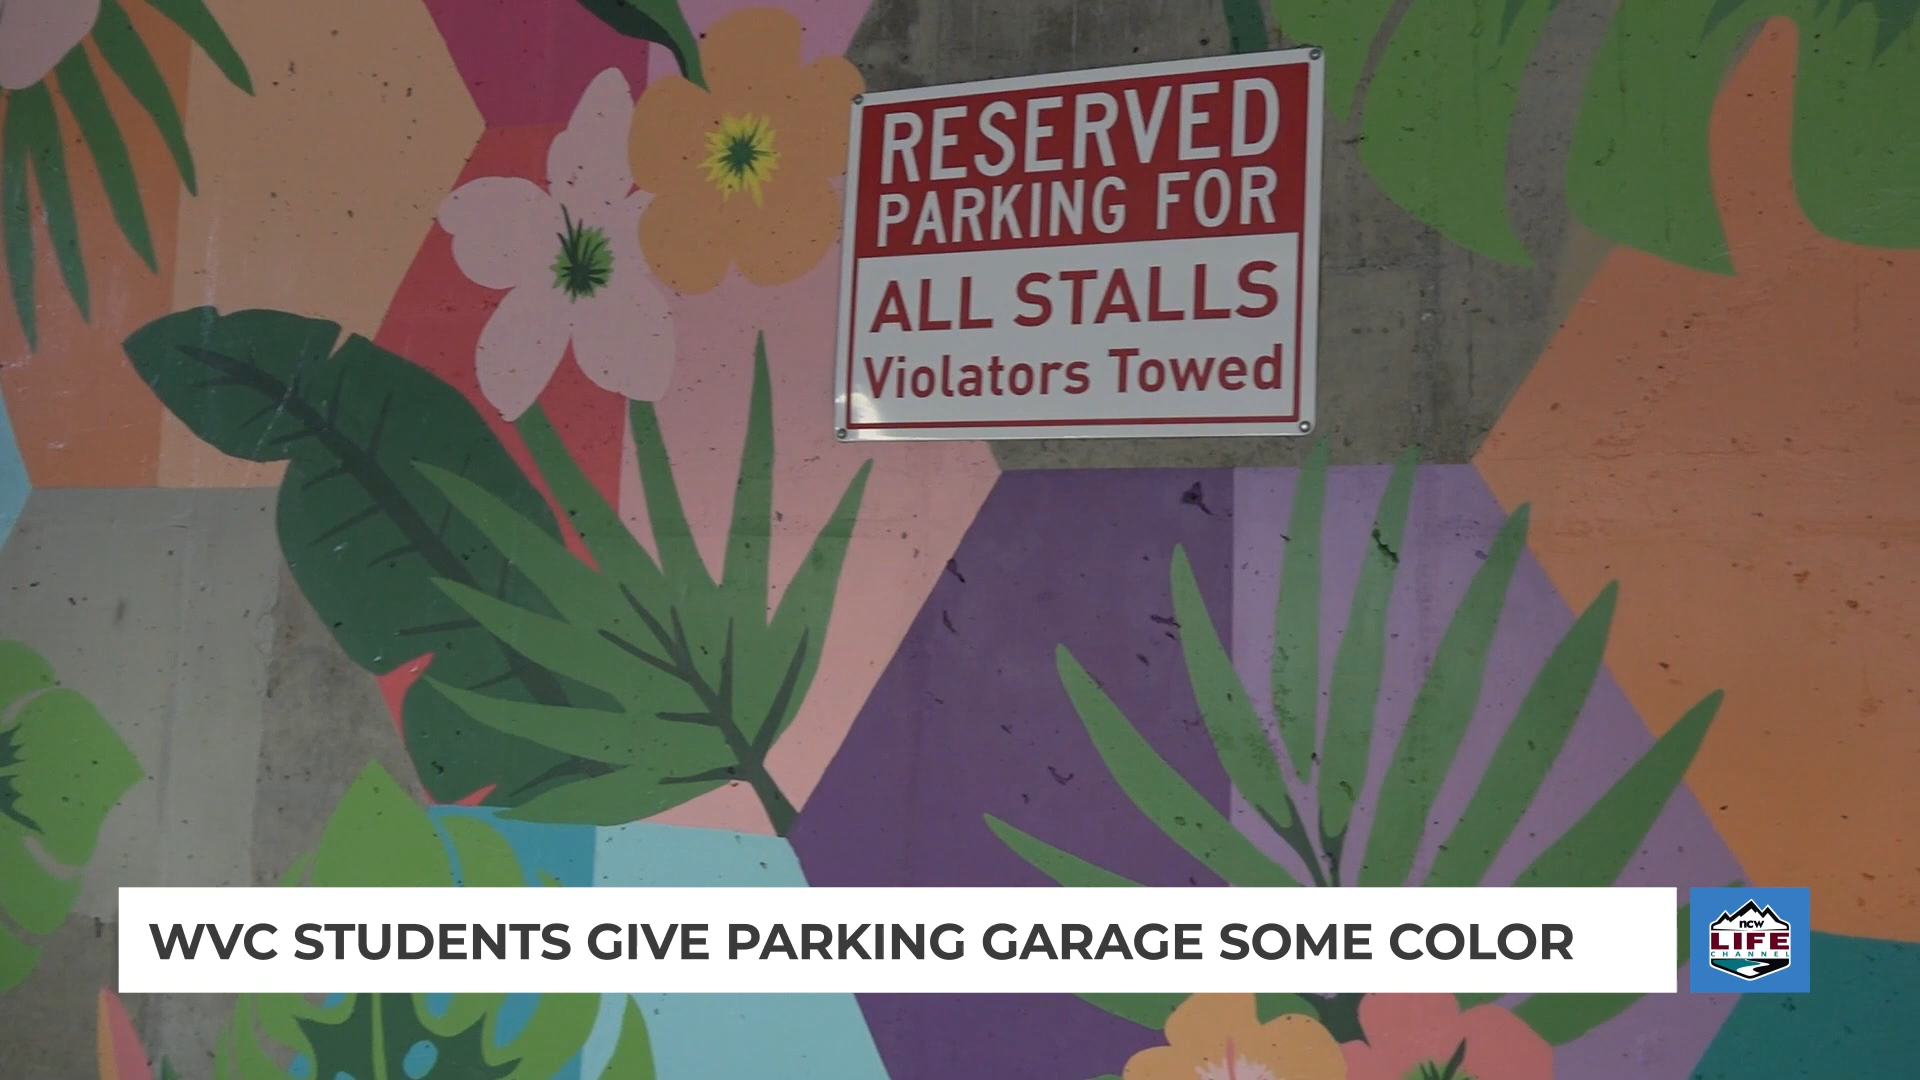 RESERVED
PARKING FOR
ALL STALLS
Violators Towed
WVC STUDENTS GIVE PARKING GARAGE SOME COLOR
ncw
LIFE
CHANNEL